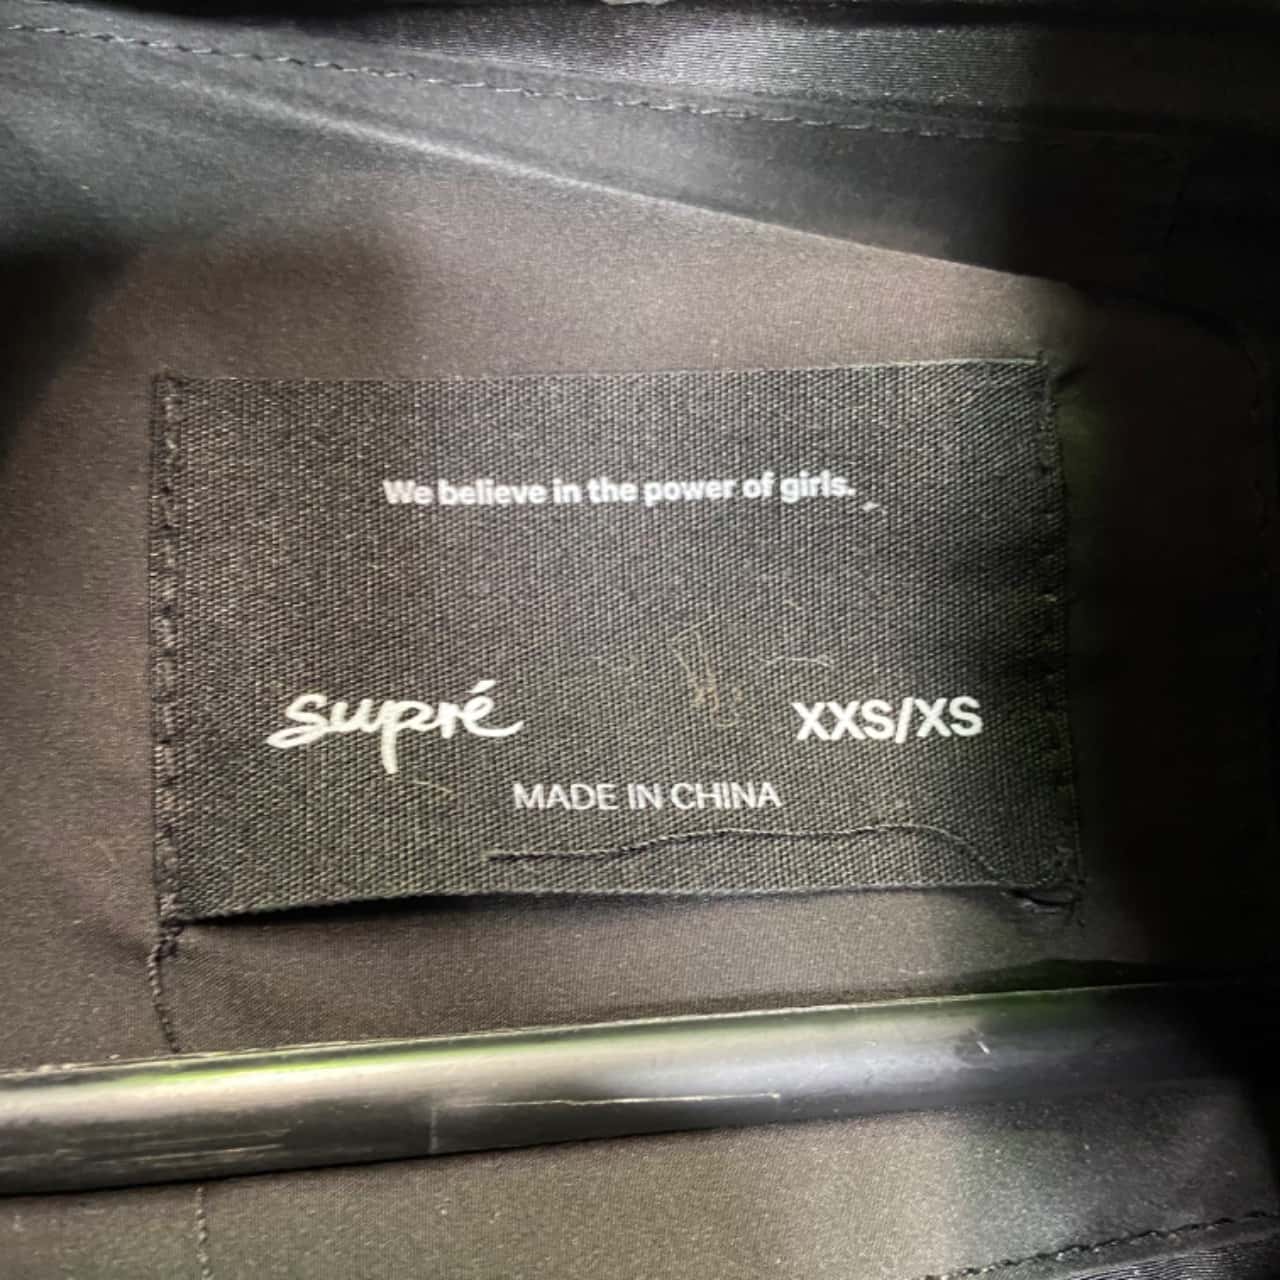 We believe in the power of girls.
supré
XXS/XS
MADE IN CHINA